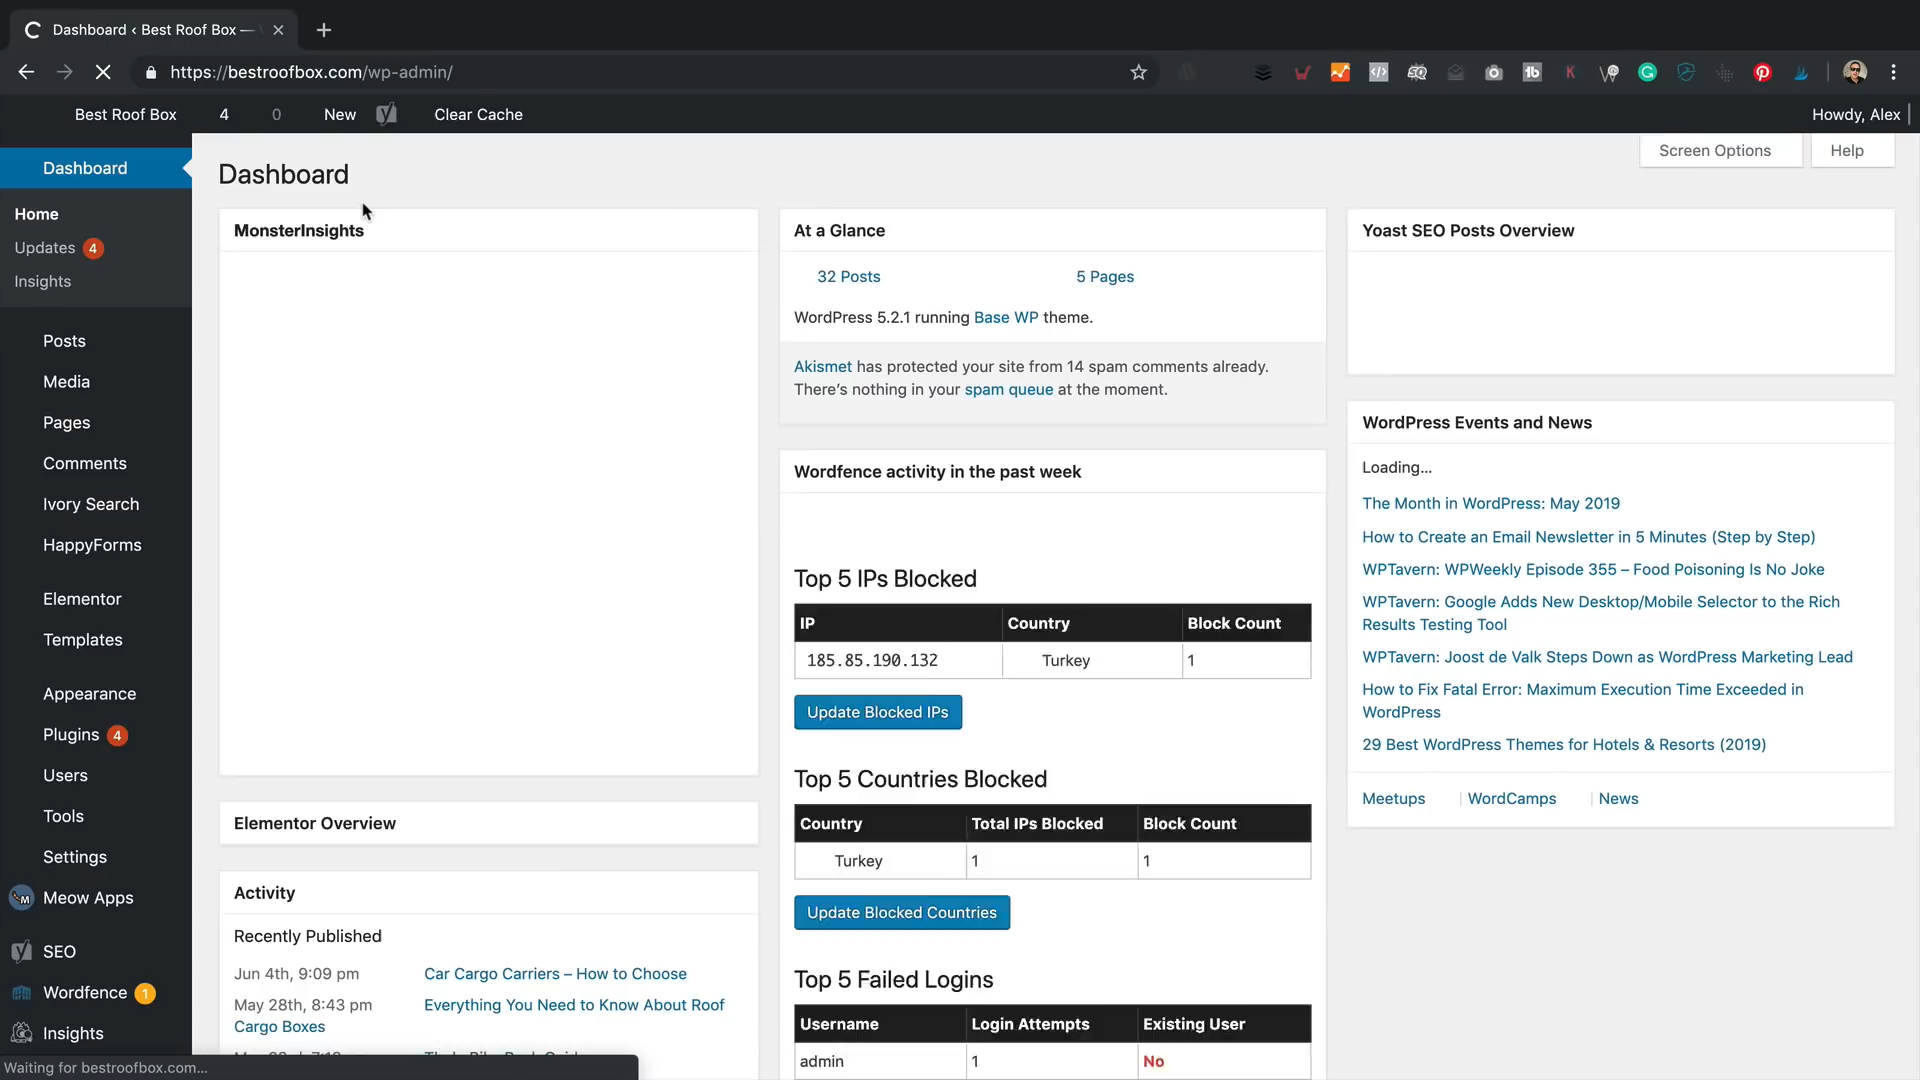 Dashboard ‹ Best Roof Box —
https://bestroofbox.com/wp-admin/
Best Roof Box 4 0 New Clear Cache Howdy, Alex
Screen Options Help
Dashboard
Home
Updates 4
Insights
Posts
Media
Pages
Comments
Ivory Search
HappyForms
Elementor
Templates
Appearance
Plugins 4
Users
Tools
Settings
Meow Apps
SEO
Wordfence 1
Insights
Waiting for bestroofbox.com...
Dashboard
MonsterInsights
Elementor Overview
Activity
Recently Published
Jun 4th, 9:09 pm Car Cargo Carriers – How to Choose
May 28th, 8:43 pm Everything You Need to Know About Roof
Cargo Boxes
At a Glance
32 Posts 5 Pages
WordPress 5.2.1 running Base WP theme.
Akismet has protected your site from 14 spam comments already.
There’s nothing in your spam queue at the moment.
Wordfence activity in the past week
Top 5 IPs Blocked
IP Country Block Count
185.85.190.132 Turkey 1
Update Blocked IPs
Top 5 Countries Blocked
Country Total IPs Blocked Block Count
Turkey 1 1
Update Blocked Countries
Top 5 Failed Logins
Username Login Attempts Existing User
admin 1 No
Yoast SEO Posts Overview
WordPress Events and News
Loading...
The Month in WordPress: May 2019
How to Create an Email Newsletter in 5 Minutes (Step by Step)
WPTavern: WPWeekly Episode 355 – Food Poisoning Is No Joke
WPTavern: Google Adds New Desktop/Mobile Selector to the Rich
Results Testing Tool
WPTavern: Joost de Valk Steps Down as WordPress Marketing Lead
How to Fix Fatal Error: Maximum Execution Time Exceeded in
WordPress
29 Best WordPress Themes for Hotels & Resorts (2019)
Meetups WordCamps News